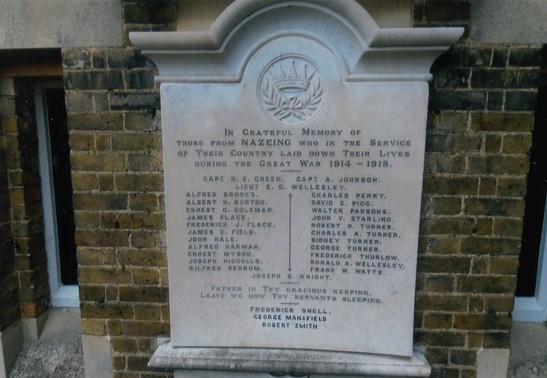 IN GRATEFUL MEMORY OF
THOSE FROM NAZEING WHO IN THE SERVICE
OF THEIR COUNTRY LAID DOWN THEIR LIVES
DURING THE GREAT WAR 1914 - 1918.
CAPT H. E. GREEN, CAPT A. JOHNSON.
LIEUT E. G. WELLESLEY.
ALFRED BROOKS. CHARLES PERRY.
ALBERT H. BURTON. DAVID E. PIGG.
ERNEST G. COLEMAN. WALTER PARSONS.
JAMES FLACK. JOHN V. STARLING.
FREDERICK J. FLACK. ROBERT D. TURNER.
JAMES E. FIELD. CHARLES A. TURNER.
JOHN HALE. SIDNEY TURNER.
ALFRED HARMAN. GEORGE TURNER.
ERNEST MYSON. FREDERICK THURLOW.
JOSEPH NICHOLLS. RONALD A. WELLESLEY.
WILFRED PEGRUM. FRANK W. WATTS.
JOSEPH S. WRIGHT.
FATHER IN THY GRACIOUS KEEPING,
LEAVE WE NOW THY SERVANTS SLEEPING.
FREDERICK SNELL.
GEORGE MANSFIELD
ROBERT SMITH